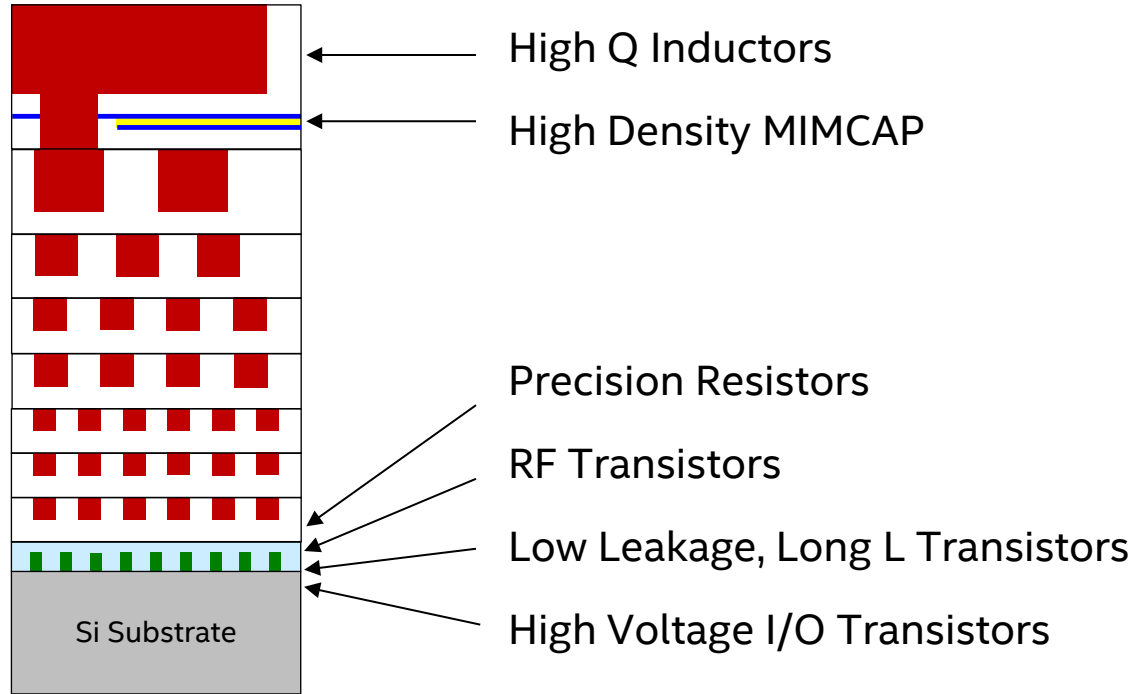 High Q Inductors
High Density MIMCAP
Precision Resistors
RF Transistors
Low Leakage, Long L Transistors
High Voltage I/O Transistors
Si Substrate